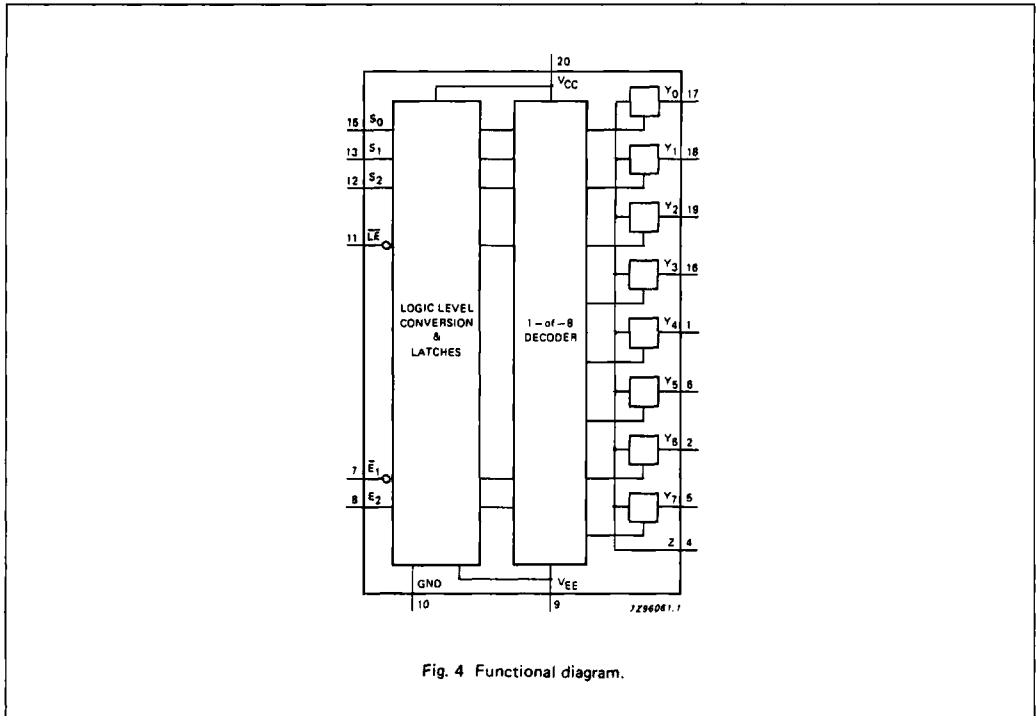 20
VCC
15 S0
13 S1
12 S2
11 LE
LOGIC LEVEL
CONVERSION
&
LATCHES
1-of-8
DECODER
7 E1
8 E2
Y0 17
Y1 18
Y2 19
Y3 16
Y4 1
Y5 6
Y6 2
Y7 5
Z 4
GND
VEE
10
9
7Z96061.1
Fig. 4 Functional diagram.